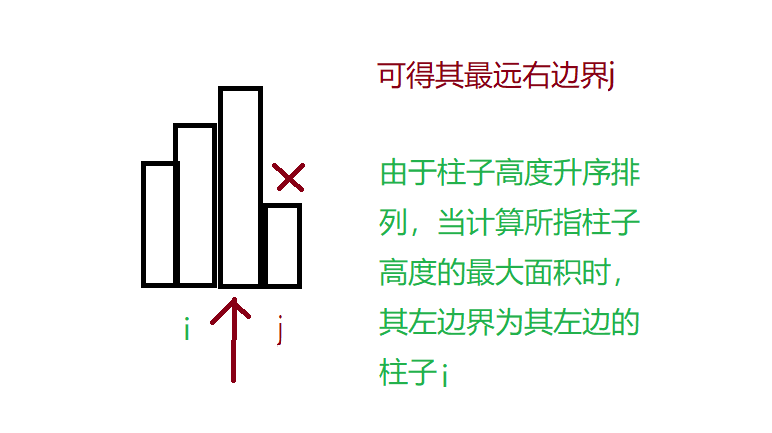 可得其最远右边界j
由于柱子高度升序排
列，当计算所指柱子
高度的最大面积时，
其左边界为其左边的
柱子i
i
j